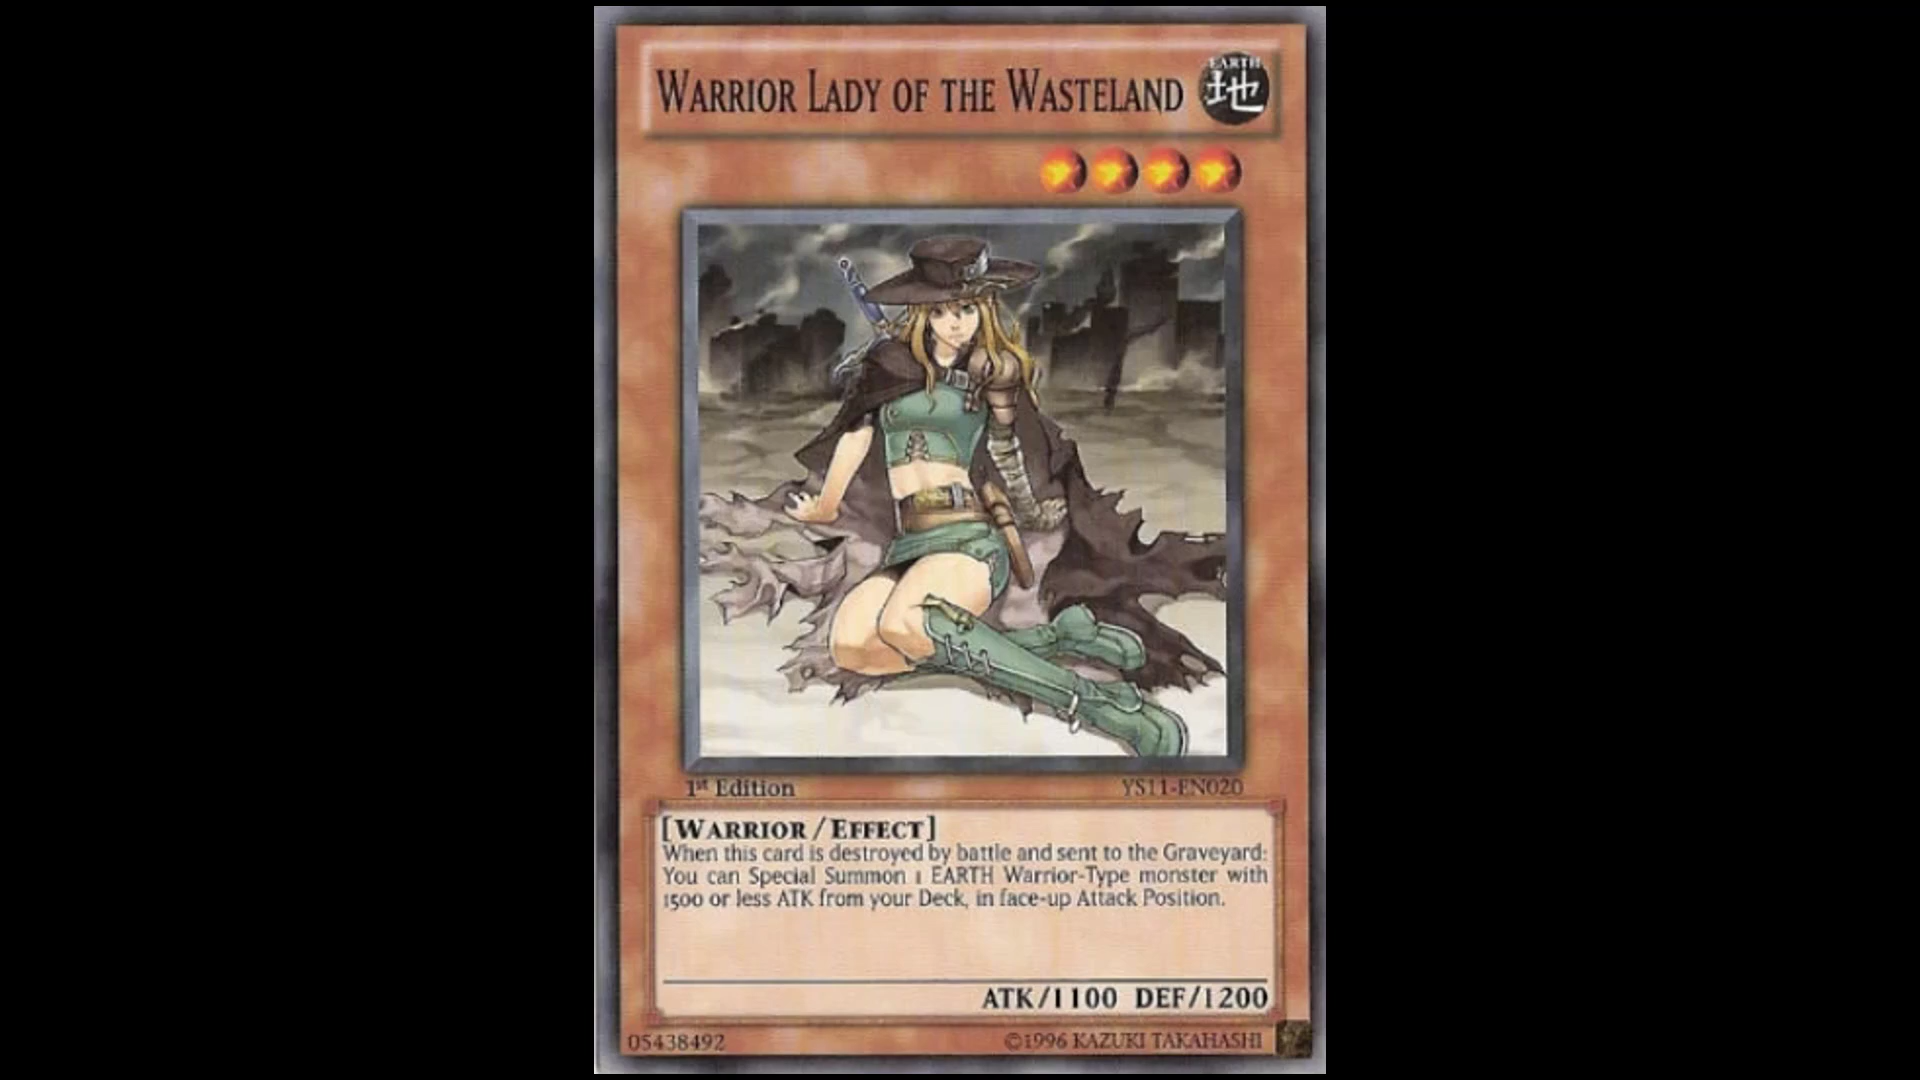 WARRIOR LADY OF THE WASTELAND
EARTH
地
1st Edition
YS11-EN020
[WARRIOR/EFFECT]
When this card is destroyed by battle and sent to the Graveyard:
You can Special Summon 1 EARTH Warrior-Type monster with
1500 or less ATK from your Deck, in face-up Attack Position.
ATK/1100 DEF/1200
05438492
©1996 KAZUKI TAKAHASHI